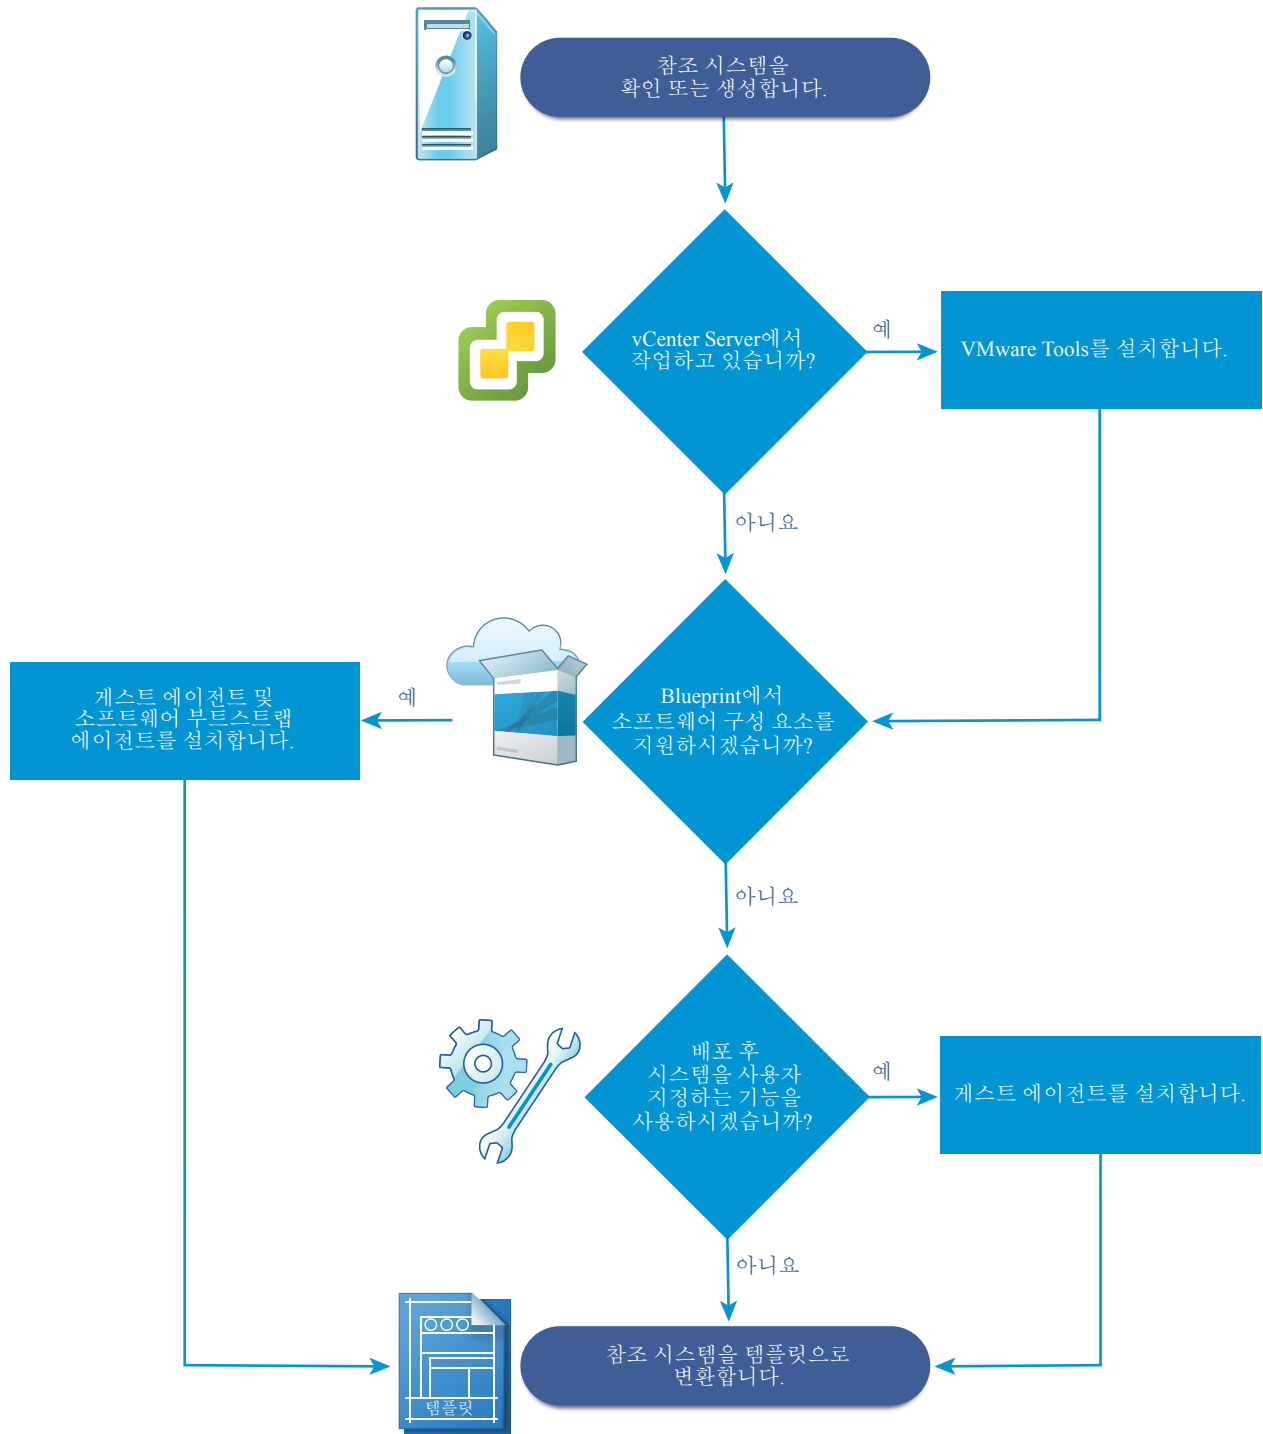 참조 시스템을
확인 또는 생성합니다.
vCenter Server에서
작업하고 있습니까?
예
VMware Tools를 설치합니다.
아니요
Blueprint에서
소프트웨어 구성 요소를
지원하시겠습니까?
예
게스트 에이전트 및
소프트웨어 부트스트랩
에이전트를 설치합니다.
아니요
배포 후
시스템을 사용자
지정하는 기능을
사용하시겠습니까?
예
게스트 에이전트를 설치합니다.
아니요
참조 시스템을 템플릿으로
변환합니다.
템플릿